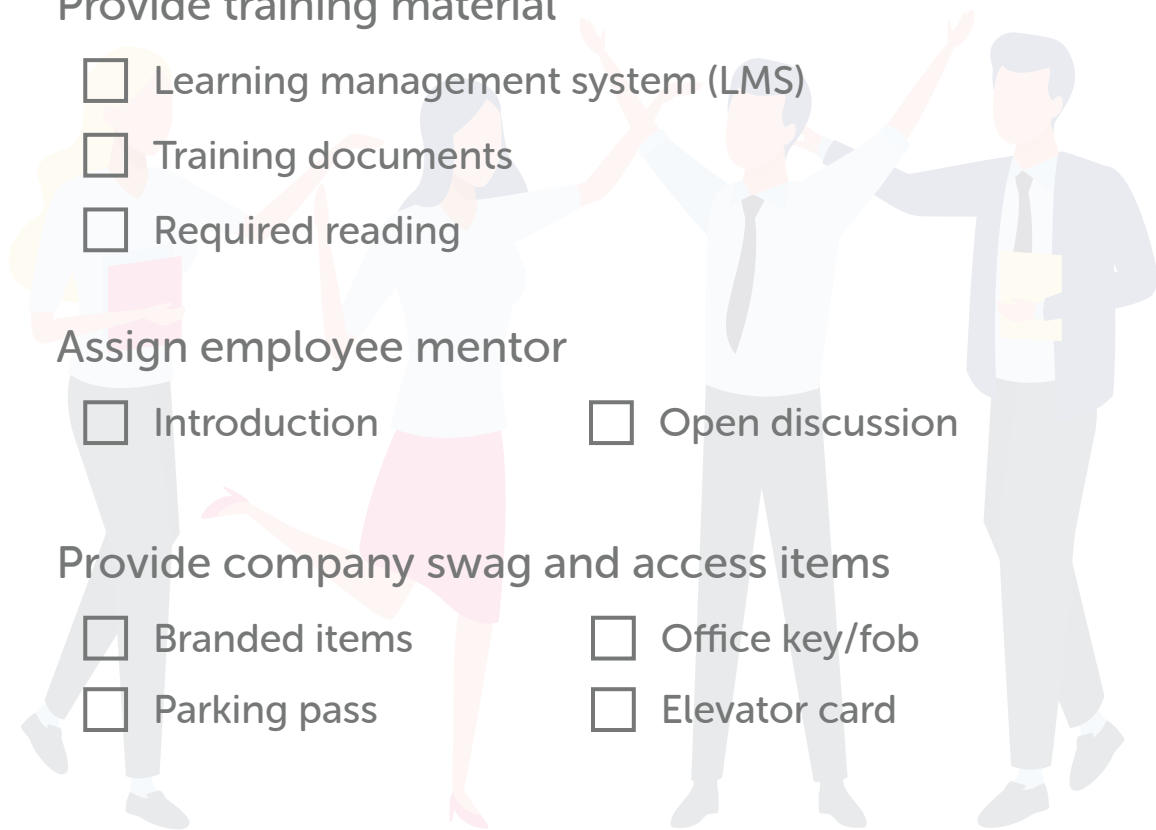 Provide training material
Learning management system (LMS)
Training documents
Required reading
Assign employee mentor
Introduction
Open discussion
Provide company swag and access items
Branded items
Office key/fob
Parking pass
Elevator card